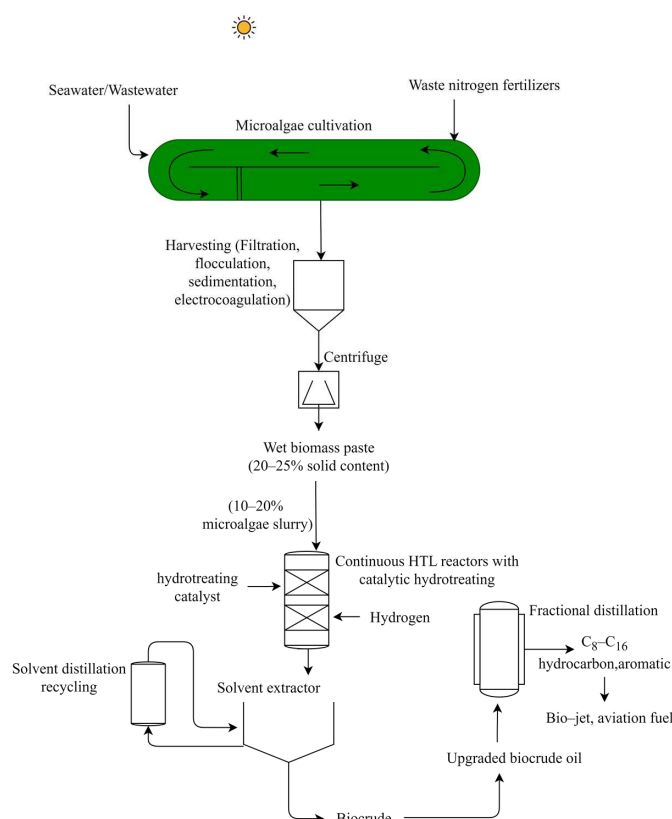 Seawater/Wastewater
Waste nitrogen fertilizers
Microalgae cultivation
Harvesting (Filtration,
flocculation,
sedimentation,
electrocoagulation)
Centrifuge
Wet biomass paste
(20–25% solid content)
(10–20%
microalgae slurry)
Continuous HTL reactors with
catalytic hydrotreating
hydrotreating
catalyst
Hydrogen
Fractional distillation
C₈–C₁₆
hydrocarbon,aromatic
Bio–jet, aviation fuel
Solvent distillation
recycling
Solvent extractor
Upgraded biocrude oil
Biocrude